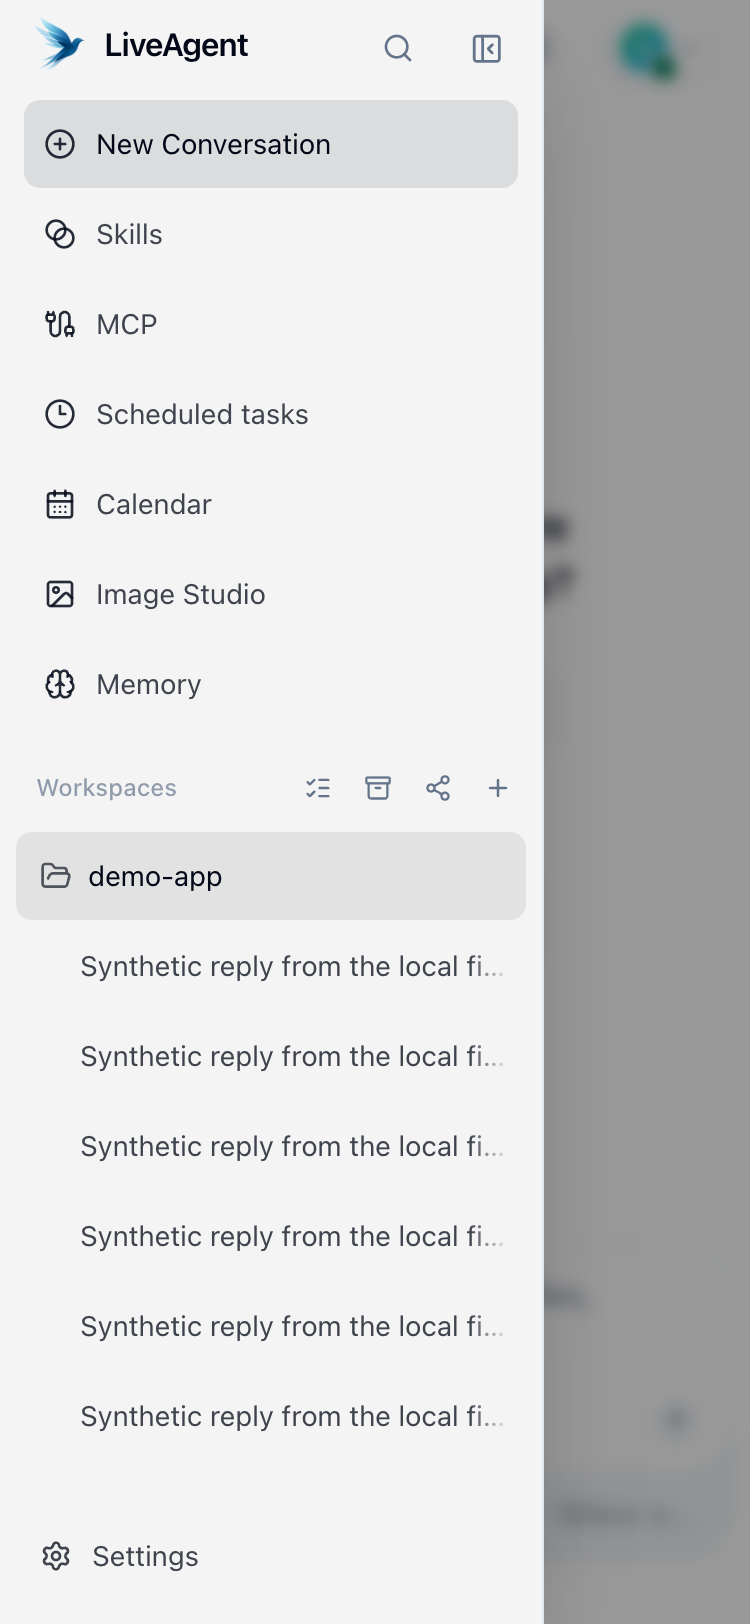 LiveAgent
New Conversation
Skills
MCP
Scheduled tasks
Calendar
Image Studio
Memory
Workspaces
demo-app
Synthetic reply from the local fi...
Synthetic reply from the local fi...
Synthetic reply from the local fi...
Synthetic reply from the local fi...
Synthetic reply from the local fi...
Synthetic reply from the local fi...
Settings